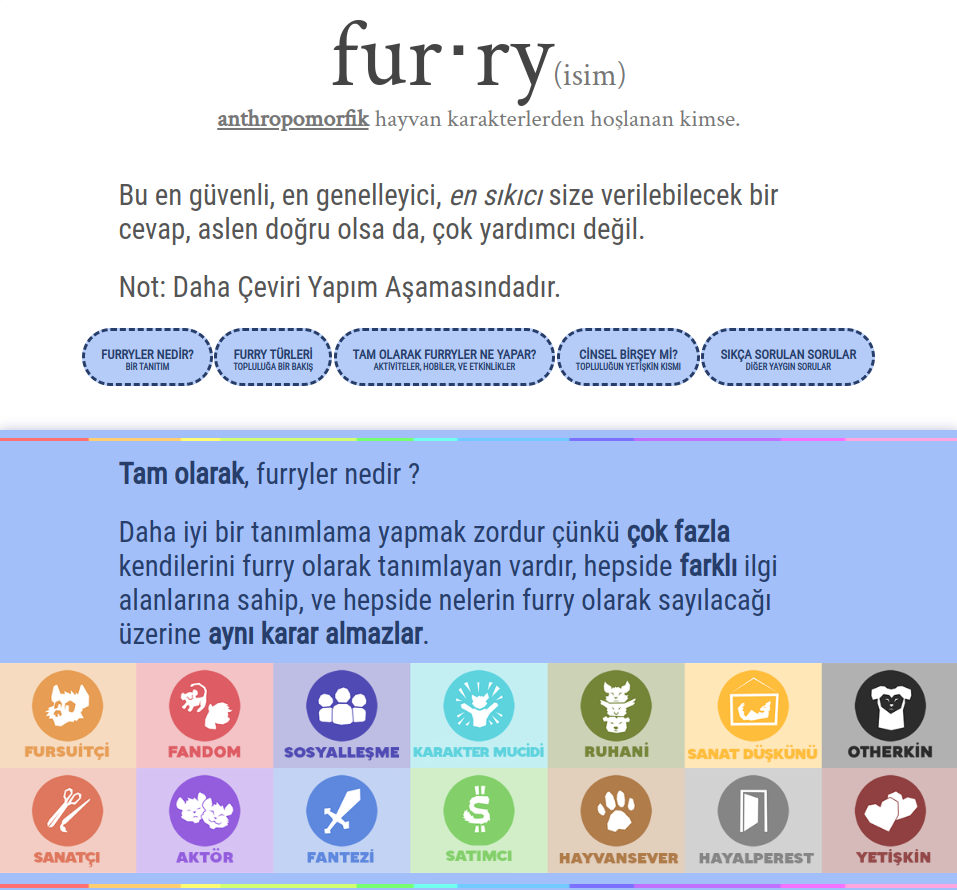 fur·ry(isim)
anthropomorfik hayvan karakterlerden hoşlanan kimse.
Bu en güvenli, en genelleyici, en sıkıcı size verilebilecek bir
cevap, aslen doğru olsa da, çok yardımcı değil.
Not: Daha Çeviri Yapım Aşamasındadır.
FURRYLER NEDİR?
BİR TANITIM
FURRY TÜRLERİ
TOPLULUĞA BİR BAKIŞ
TAM OLARAK FURRYLER NE YAPAR?
AKTİVİTELER, HOBİLER, VE ETKİNLİKLER
CİNSEL BİRŞEY Mİ?
TOPLULUĞUN YETİŞKİN KISMI
SIKÇA SORULAN SORULAR
DİĞER YAYGIN SORULAR
Tam olarak, furryler nedir ?
Daha iyi bir tanımlama yapmak zordur çünkü çok fazla
kendilerini furry olarak tanımlayan vardır, hepside farklı ilgi
alanlarına sahip, ve hepside nelerin furry olarak sayılacağı
üzerine aynı karar almazlar.
FURSUİTÇİ
FANDOM
SOSYALLEŞME
KARAKTER MUCİDİ
RUHANİ
SANAT DÜŞKÜNÜ
OTHERKİN
SANATÇI
AKTÖR
FANTEZİ
SATIMCI
HAYVANSEVER
HAYALPEREST
YETİŞKİN